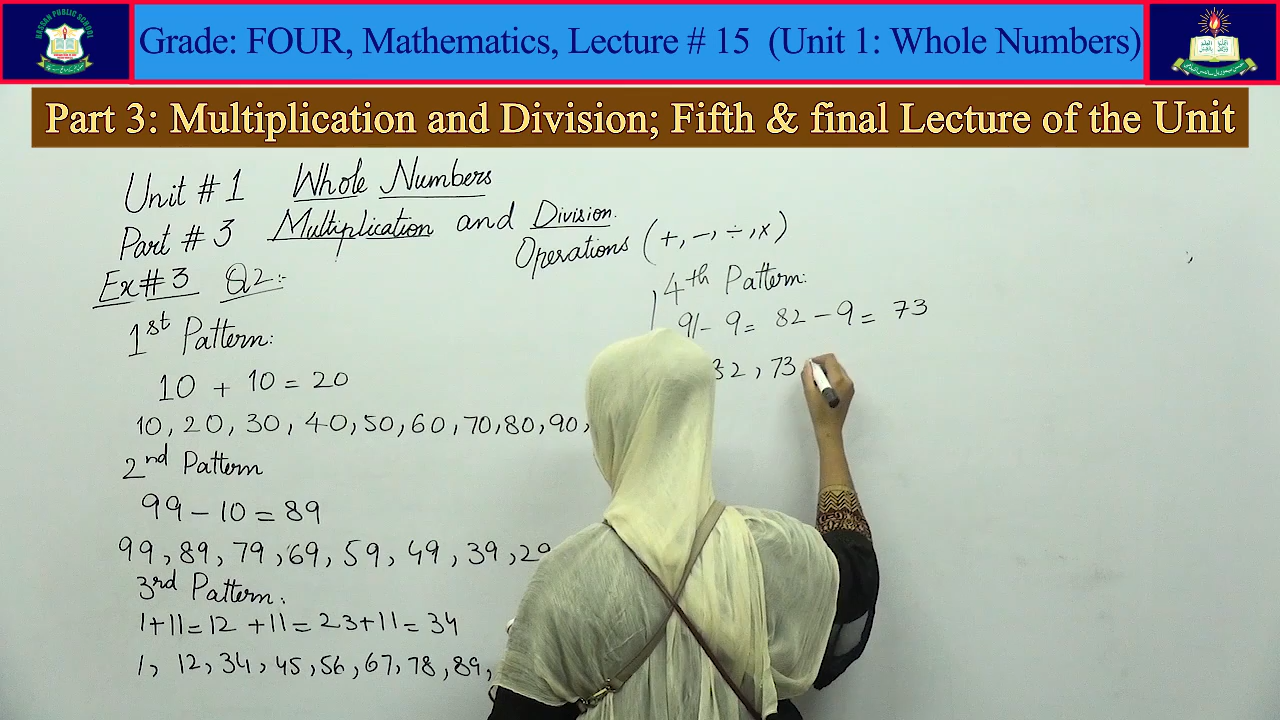 HASSAN PUBLIC SCHOOL
Grade: FOUR, Mathematics, Lecture # 15 (Unit 1: Whole Numbers)
Part 3: Multiplication and Division; Fifth & final Lecture of the Unit
Unit # 1 Whole Numbers
Part # 3 Multiplication and Division.
Operations (+, -, ÷, x)
Ex# 3 Q2:-
1st Pattern:
10 + 10 = 20
10, 20, 30, 40, 50, 60, 70, 80, 90,
2nd Pattern
99 - 10 = 89
99, 89, 79, 69, 59, 49, 39, 29
3rd Pattern:
1+11=12 +11=23+11=34
1, 12, 34, 45, 56, 67, 78, 89,
4th Pattern:
91- 9= 82 - 9= 73
82, 73